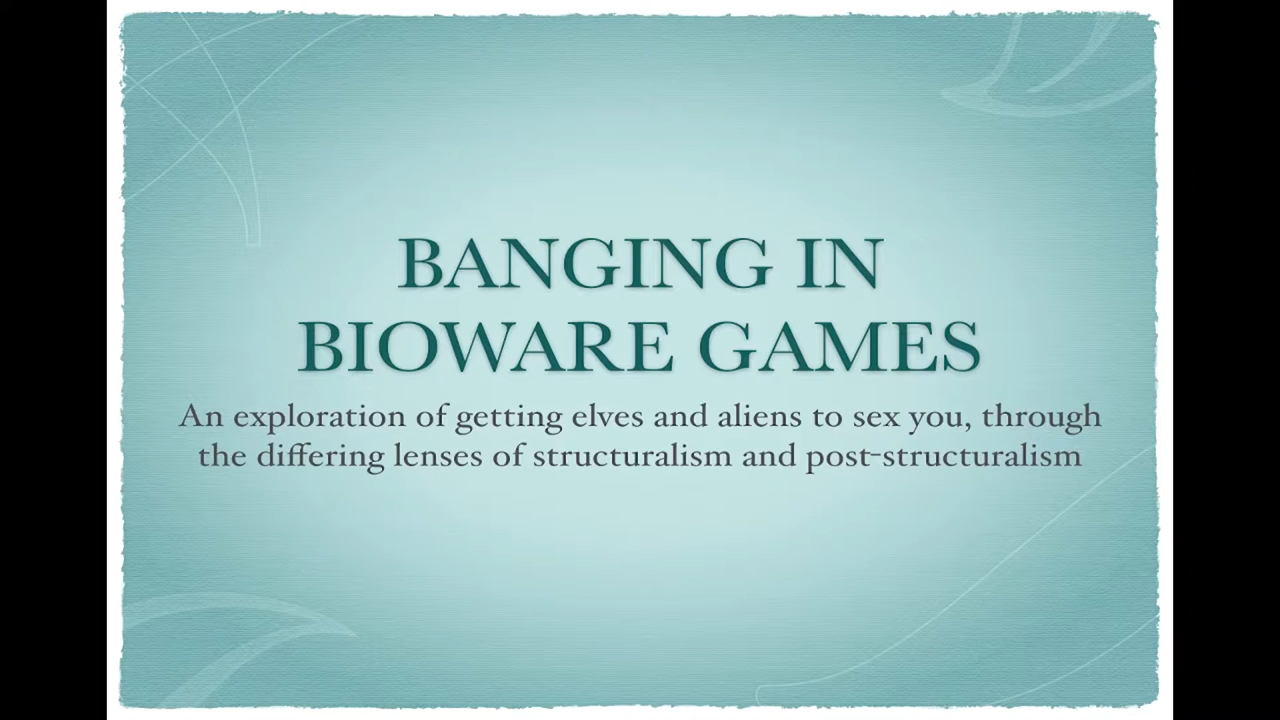 BANGING IN
BIOWARE GAMES
An exploration of getting elves and aliens to sex you, through
the differing lenses of structuralism and post-structuralism